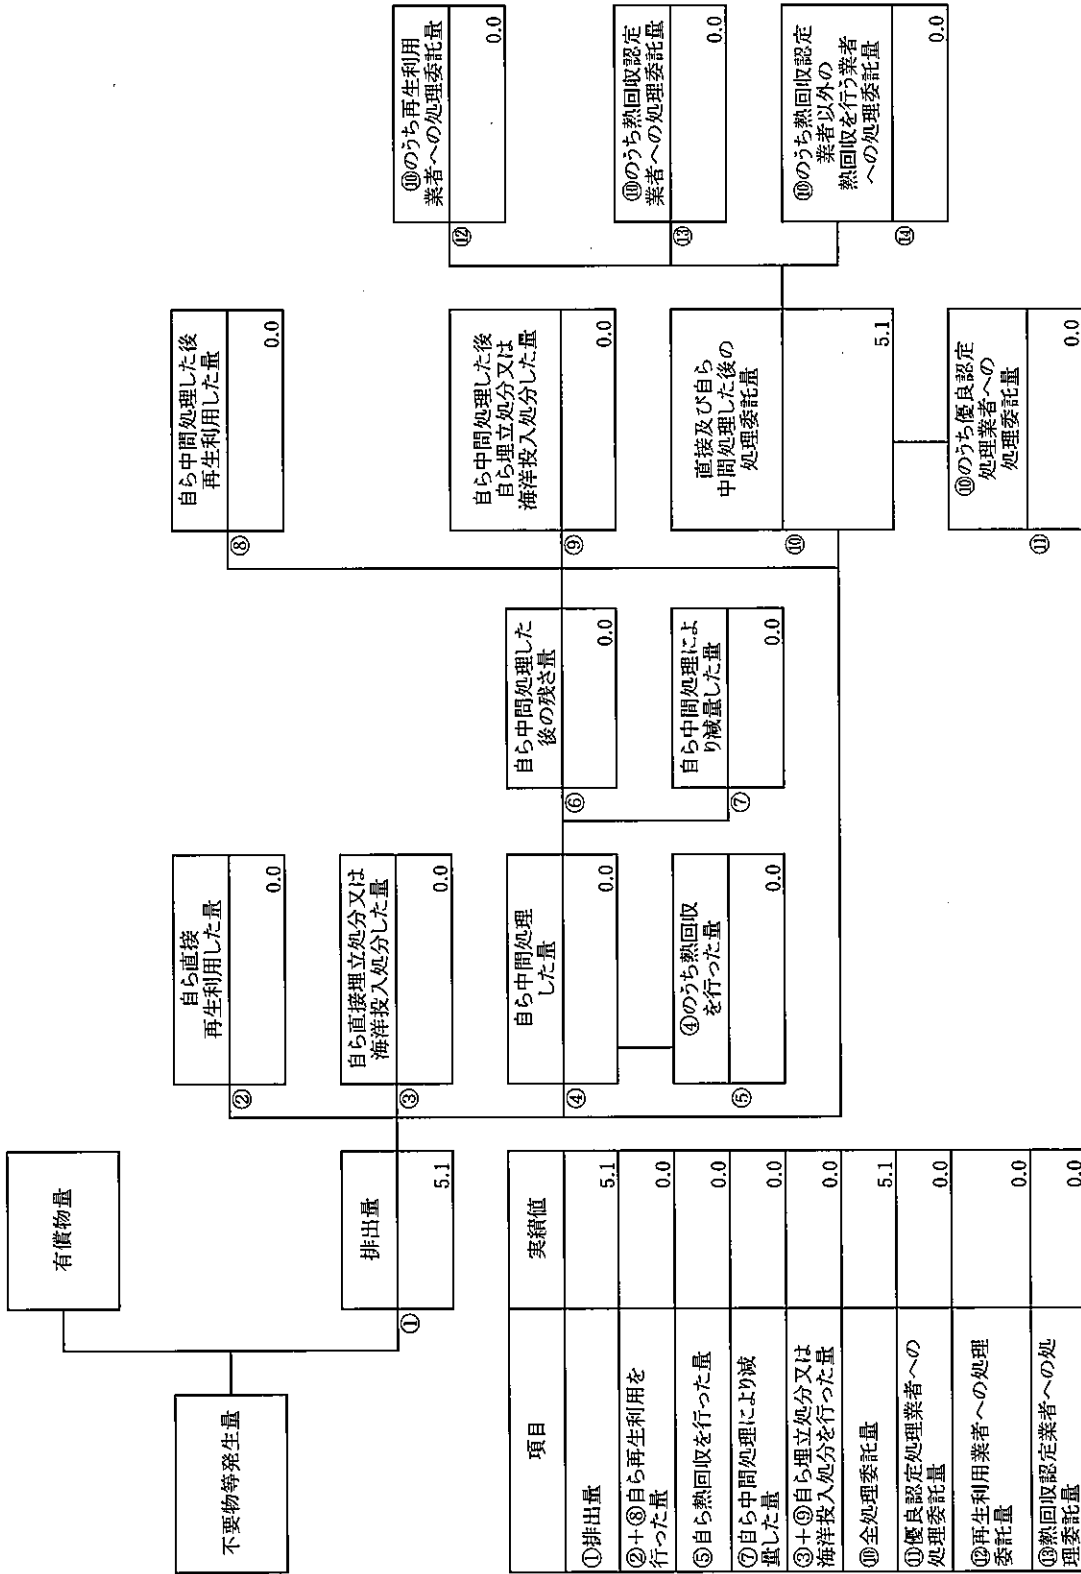 不要物等発生量
有償物量
排出量
①
5.1
自ら直接
再生利用した量
②
0.0
自ら直接埋立処分又は
海洋投入処分した量
③
0.0
自ら中間処理
した量
④
0.0
④のうち熱回収
を行った量
⑤
0.0
自ら中間処理した
後の残さ量
⑥
0.0
自ら中間処理によ
り減量した量
⑦
0.0
自ら中間処理した後
再生利用した量
⑧
0.0
自ら中間処理した後
自ら埋立処分又は
海洋投入処分した量
⑨
0.0
直接及び自ら
中間処理した後の
処理委託量
⑩
5.1
⑩のうち優良認定
処理業者への
処理委託量
⑪
0.0
⑩のうち再生利用
業者への処理委託量
⑫
0.0
⑩のうち熱回収認定
業者への処理委託量
⑬
0.0
⑩のうち熱回収認定
業者以外の
熱回収を行う業者
への処理委託量
⑭
0.0
項目 実績値
①排出量 5.1
②+⑧自ら再生利用を
行った量 0.0
⑤自ら熱回収を行った量 0.0
⑦自ら中間処理により減
量した量 0.0
③+⑨自ら埋立処分又は
海洋投入処分を行った量 0.0
⑩全処理委託量 5.1
⑪優良認定処理業者への
処理委託量 0.0
⑫再生利用業者への処理
委託量 0.0
⑬熱回収認定業者への処
理委託量 0.0